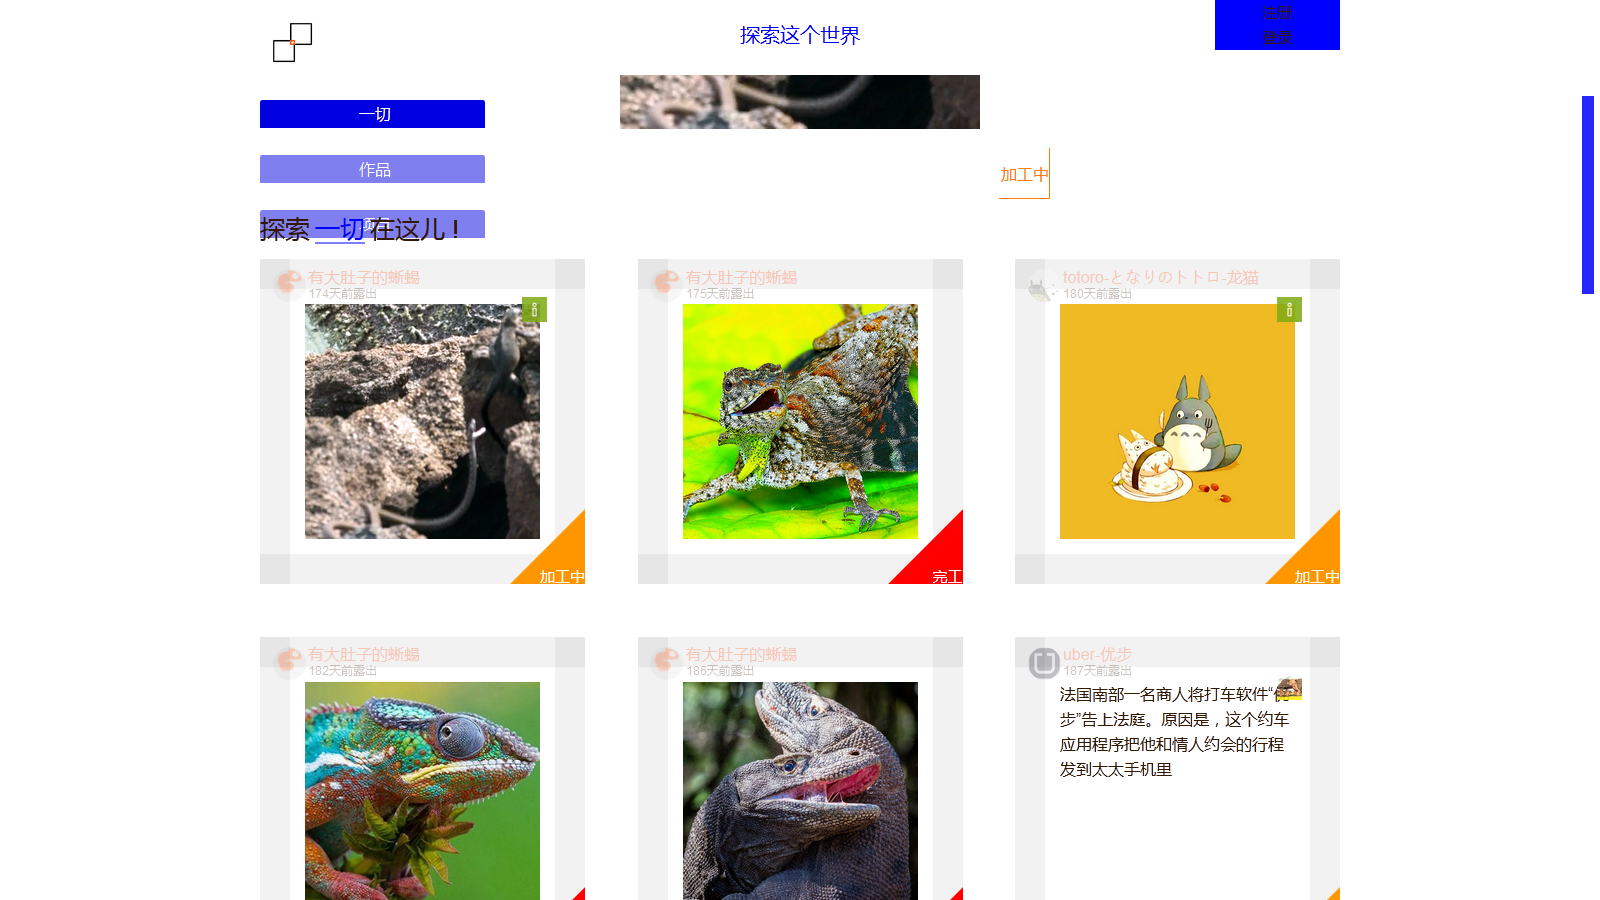 探索这个世界
一切
作品
加工中
探索 一切 在这儿！
有大肚子的蜥蝎
174天前露出
加工中
有大肚子的蜥蝎
175天前露出
完工
totoro-となりのトトロ-龙猫
180天前露出
加工中
有大肚子的蜥蝎
182天前露出
有大肚子的蜥蝎
186天前露出
uber-优步
187天前露出
法国南部一名商人将打车软件“优
步”告上法庭。原因是，这个约车
应用程序把他和情人约会的行程
发到太太手机里